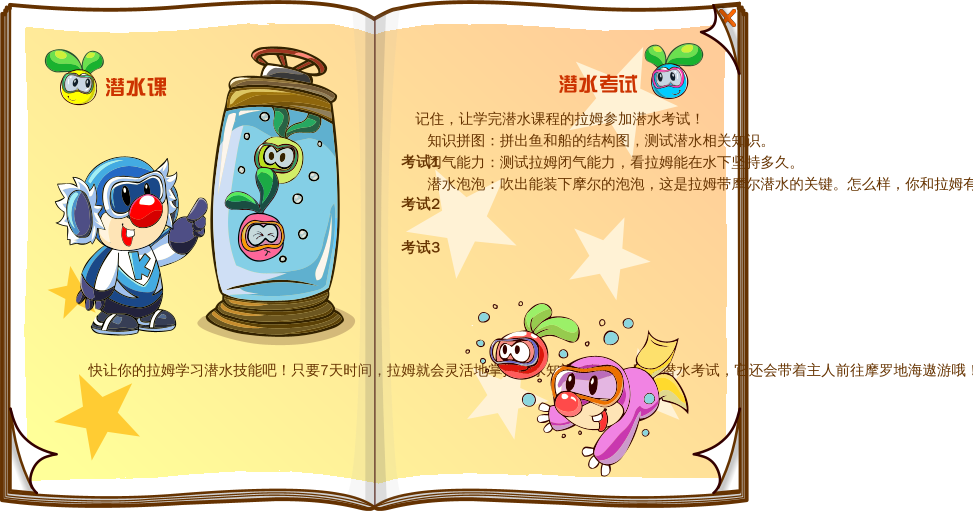 潜水课
潜水考试
记住，让学完潜水课程的拉姆参加潜水考试！
知识拼图：拼出鱼和船的结构图，测试潜水相关知识。
考试1
气能力：测试拉姆闭气能力，看拉姆能在水下坚持多久。
潜水泡泡：吹出能装下摩尔的泡泡，这是拉姆带摩尔潜水的关键。怎么样，你和拉姆有
考试2
考试3
快让你的拉姆学习潜水技能吧！只要7天时间，拉姆就会灵活地掌 知 潜水考试，它还会带着主人前往摩罗地海遨游哦！